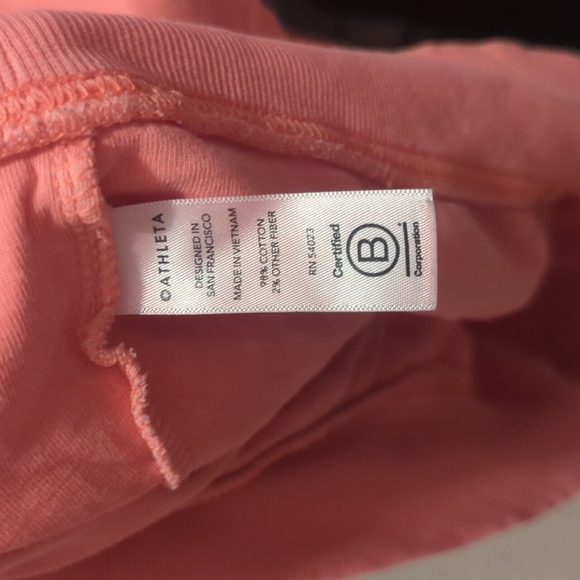 ©ATHLETA
DESIGNED IN
SAN FRANCISCO
MADE IN VIETNAM
98% COTTON
2% OTHER FIBER
RN 54023
Certified
B
Corporation